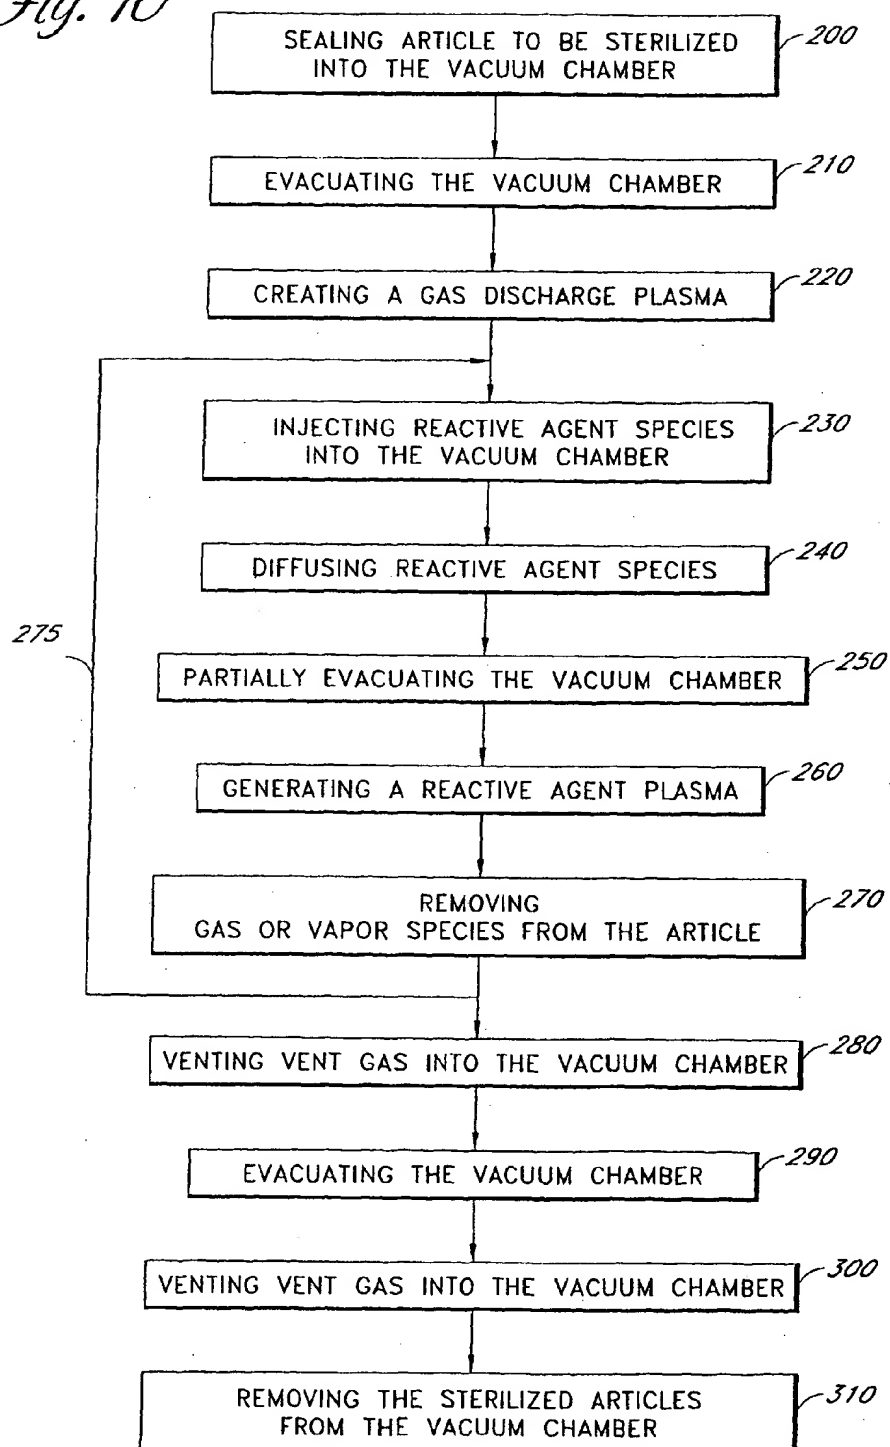 Fig. 10
SEALING ARTICLE TO BE STERILIZED
INTO THE VACUUM CHAMBER
200
EVACUATING THE VACUUM CHAMBER
210
CREATING A GAS DISCHARGE PLASMA
220
INJECTING REACTIVE AGENT SPECIES
INTO THE VACUUM CHAMBER
230
DIFFUSING REACTIVE AGENT SPECIES
240
275
PARTIALLY EVACUATING THE VACUUM CHAMBER
250
GENERATING A REACTIVE AGENT PLASMA
260
REMOVING
GAS OR VAPOR SPECIES FROM THE ARTICLE
270
VENTING VENT GAS INTO THE VACUUM CHAMBER
280
EVACUATING THE VACUUM CHAMBER
290
VENTING VENT GAS INTO THE VACUUM CHAMBER
300
REMOVING THE STERILIZED ARTICLES
FROM THE VACUUM CHAMBER
310